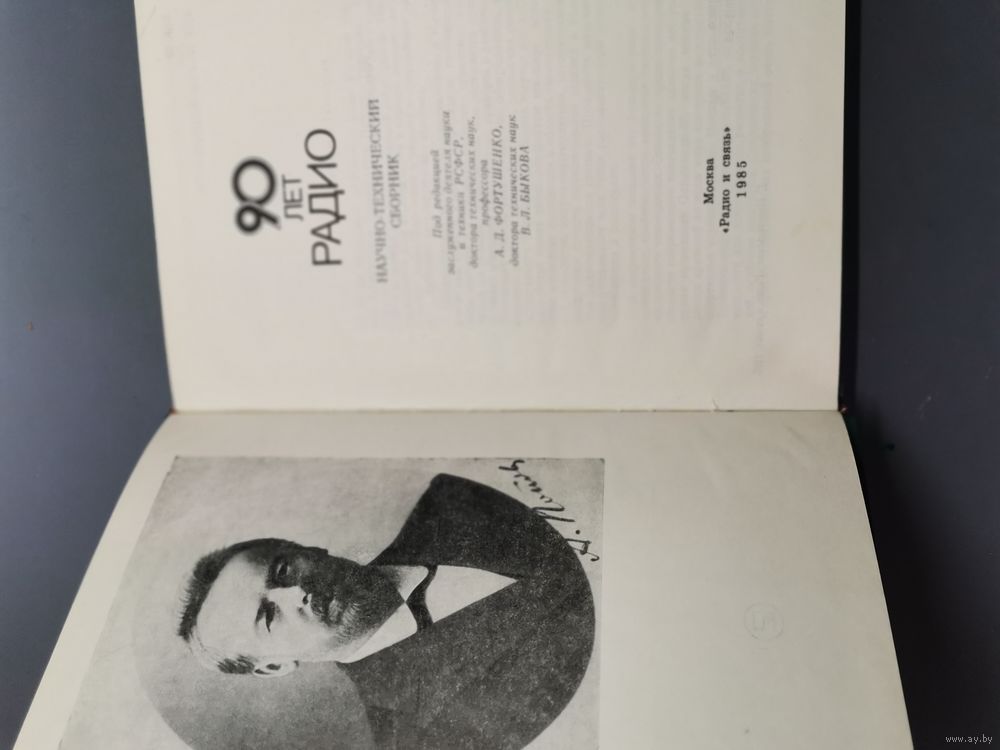 90
ЛЕТ
РАДИО
НАУЧНО-ТЕХНИЧЕСКИЙ
СБОРНИК
Под редакцией
заслуженного деятеля науки
и техники РСФСР,
доктора технических наук,
профессора
А. Д. ФОРТУШЕНКО,
доктора технических наук
В. Л. БЫКОВА
Москва
«Радио и связь»
1985
5
www.ay.by